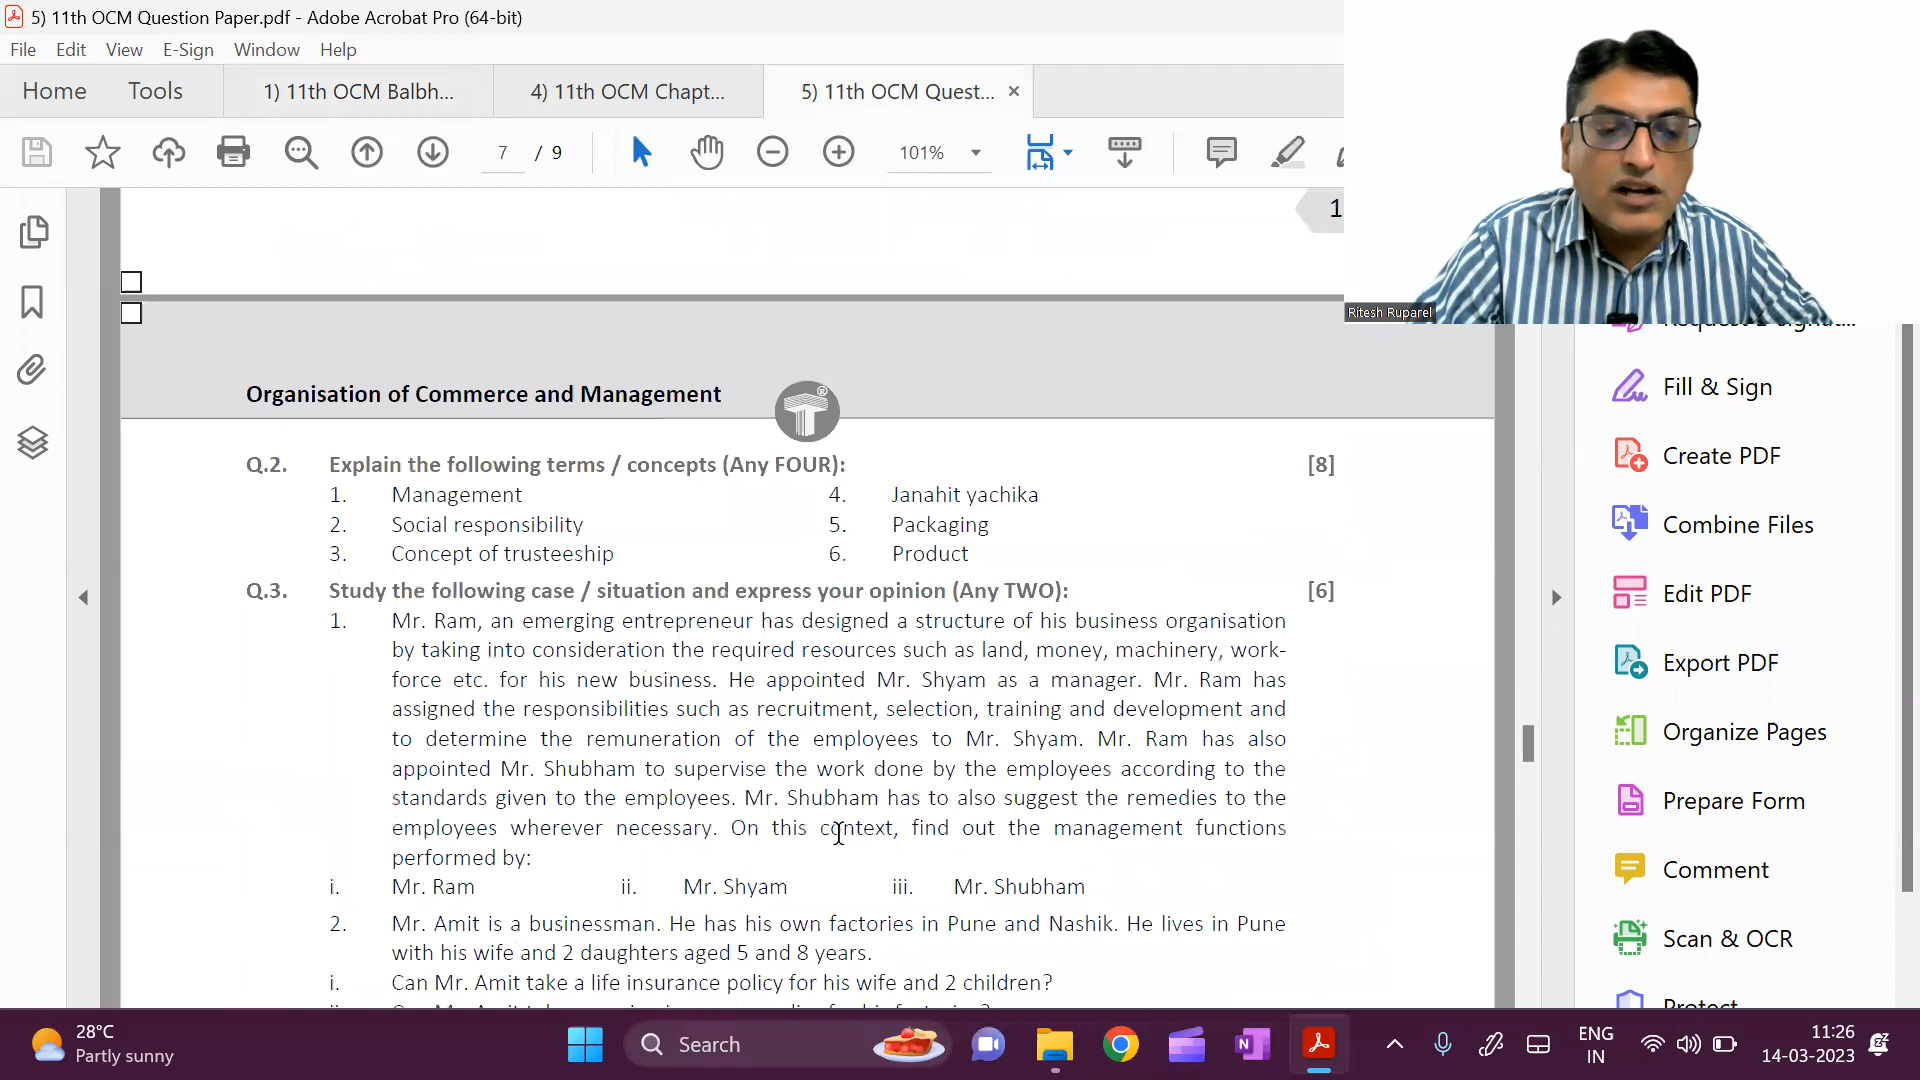 5) 11th OCM Question Paper.pdf - Adobe Acrobat Pro (64-bit)
File Edit View E-Sign Window Help
Home Tools 1) 11th OCM Balbh... 4) 11th OCM Chapt... 5) 11th OCM Quest... ×
7 / 9 101%
1
Ritesh Ruparel
Organisation of Commerce and Management
Q.2. Explain the following terms / concepts (Any FOUR): [8]
1. Management 4. Janahit yachika
2. Social responsibility 5. Packaging
3. Concept of trusteeship 6. Product
Q.3. Study the following case / situation and express your opinion (Any TWO): [6]
1. Mr. Ram, an emerging entrepreneur has designed a structure of his business organisation
by taking into consideration the required resources such as land, money, machinery, work-
force etc. for his new business. He appointed Mr. Shyam as a manager. Mr. Ram has
assigned the responsibilities such as recruitment, selection, training and development and
to determine the remuneration of the employees to Mr. Shyam. Mr. Ram has also
appointed Mr. Shubham to supervise the work done by the employees according to the
standards given to the employees. Mr. Shubham has to also suggest the remedies to the
employees wherever necessary. On this context, find out the management functions
performed by:
i. Mr. Ram ii. Mr. Shyam iii. Mr. Shubham
2. Mr. Amit is a businessman. He has his own factories in Pune and Nashik. He lives in Pune
with his wife and 2 daughters aged 5 and 8 years.
i. Can Mr. Amit take a life insurance policy for his wife and 2 children?
Fill & Sign
Create PDF
Combine Files
Edit PDF
Export PDF
Organize Pages
Prepare Form
Comment
Scan & OCR
Protect
28°C
Partly sunny
Search
ENG
IN
11:26
14-03-2023